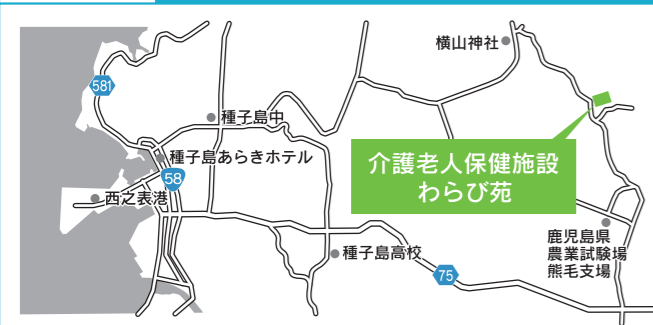 横山神社
581
種子島中
種子島あらきホテル
58
西之表港
介護老人保健施設
わらび苑
種子島高校
75
鹿児島県
農業試験場
熊毛支場